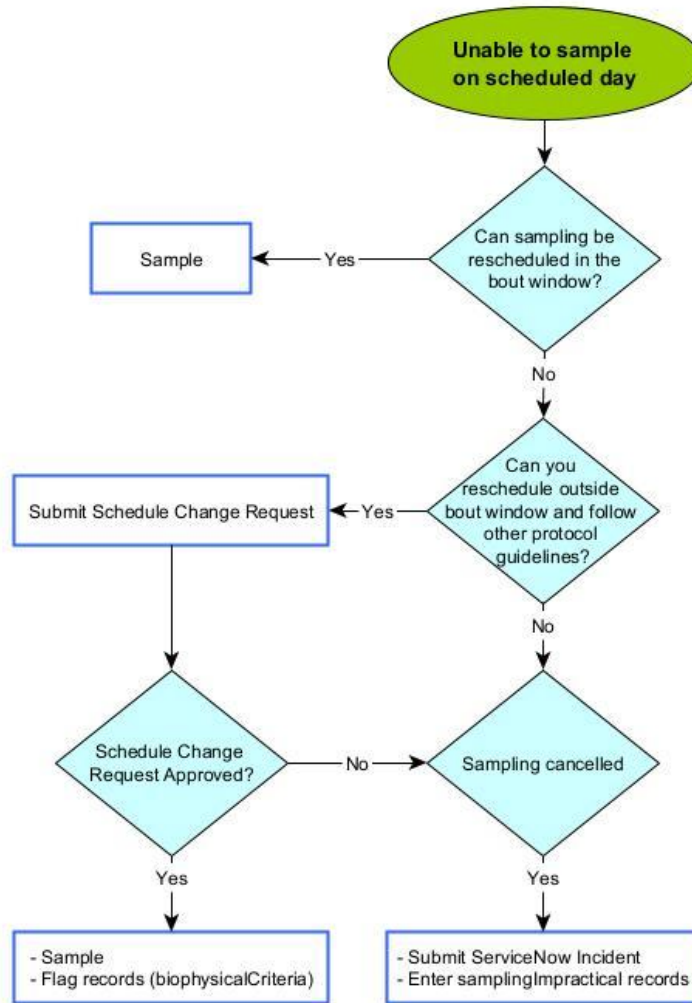 Unable to sample
on scheduled day
Can sampling be
rescheduled in the
bout window?
Yes
Sample
No
Can you
reschedule outside
bout window and follow
other protocol
guidelines?
Yes
Submit Schedule Change Request
No
Schedule Change
Request Approved?
No
Sampling cancelled
Yes
Yes
- Sample
- Flag records (biophysicalCriteria)
- Submit ServiceNow Incident
- Enter samplingImpractical records